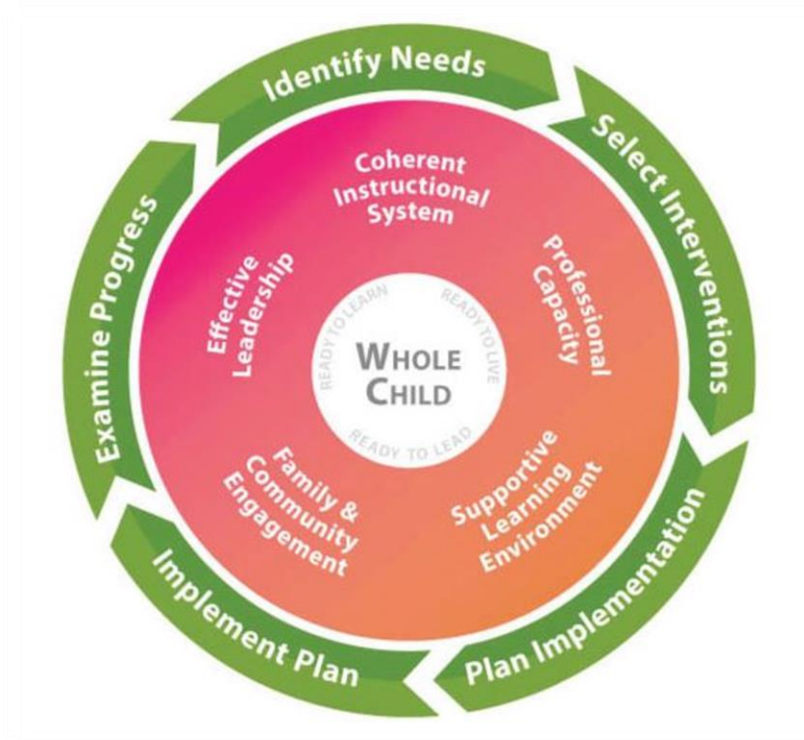 Identify Needs
Select Interventions
Plan Implementation
Implement Plan
Examine Progress
Coherent
Instructional
System
Professional
Capacity
Supportive
Learning
Environment
Family &
Community
Engagement
Effective
Leadership
READY TO LEARN
READY TO LIVE
READY TO LEAD
WHOLE
CHILD